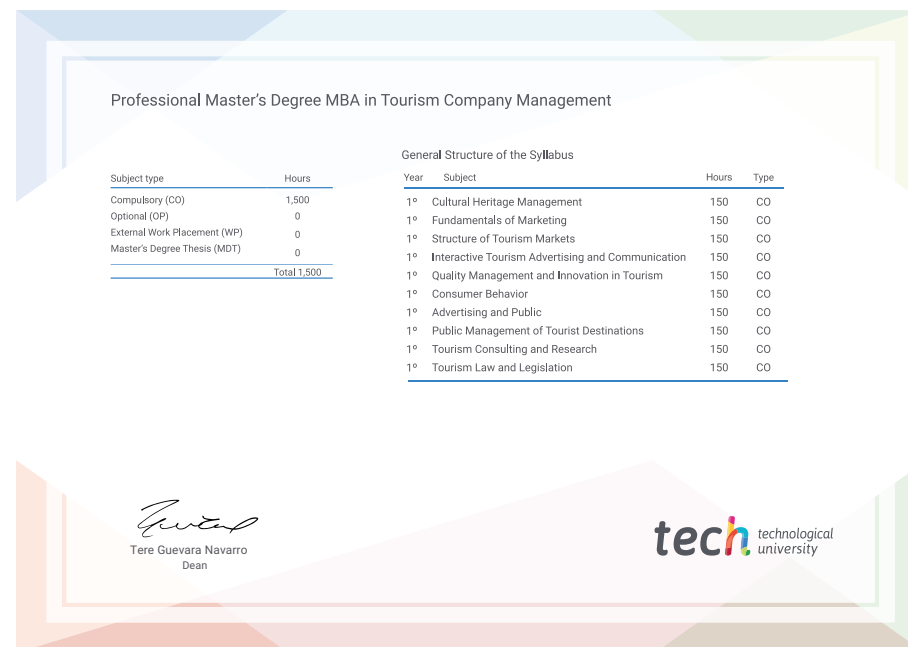 Professional Master's Degree MBA in Tourism Company Management
General Structure of the Syllabus
Subject type Hours
Compulsory (CO) 1,500
Optional (OP) 0
External Work Placement (WP) 0
Master's Degree Thesis (MDT) 0
Total 1,500
Year Subject Hours Type
1º Cultural Heritage Management 150 CO
1º Fundamentals of Marketing 150 CO
1º Structure of Tourism Markets 150 CO
1º Interactive Tourism Advertising and Communication 150 CO
1º Quality Management and Innovation in Tourism 150 CO
1º Consumer Behavior 150 CO
1º Advertising and Public 150 CO
1º Public Management of Tourist Destinations 150 CO
1º Tourism Consulting and Research 150 CO
1º Tourism Law and Legislation 150 CO
Tere Guevara Navarro
Dean
tech technological
university